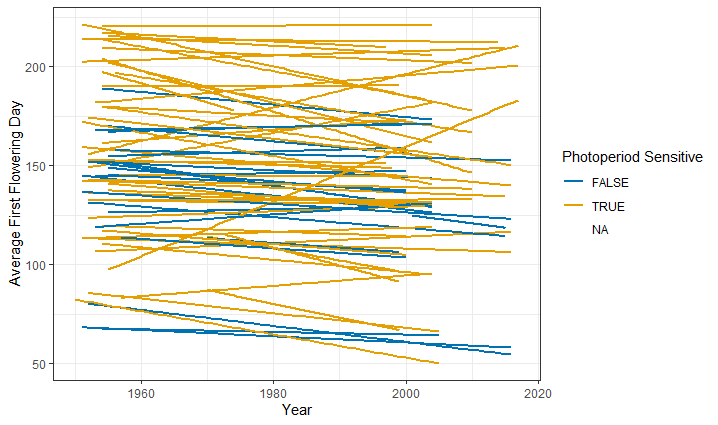 200
150
100
50
Average First Flowering Day
1960
1980
2000
2020
Year
Photoperiod Sensitive
FALSE
TRUE
NA